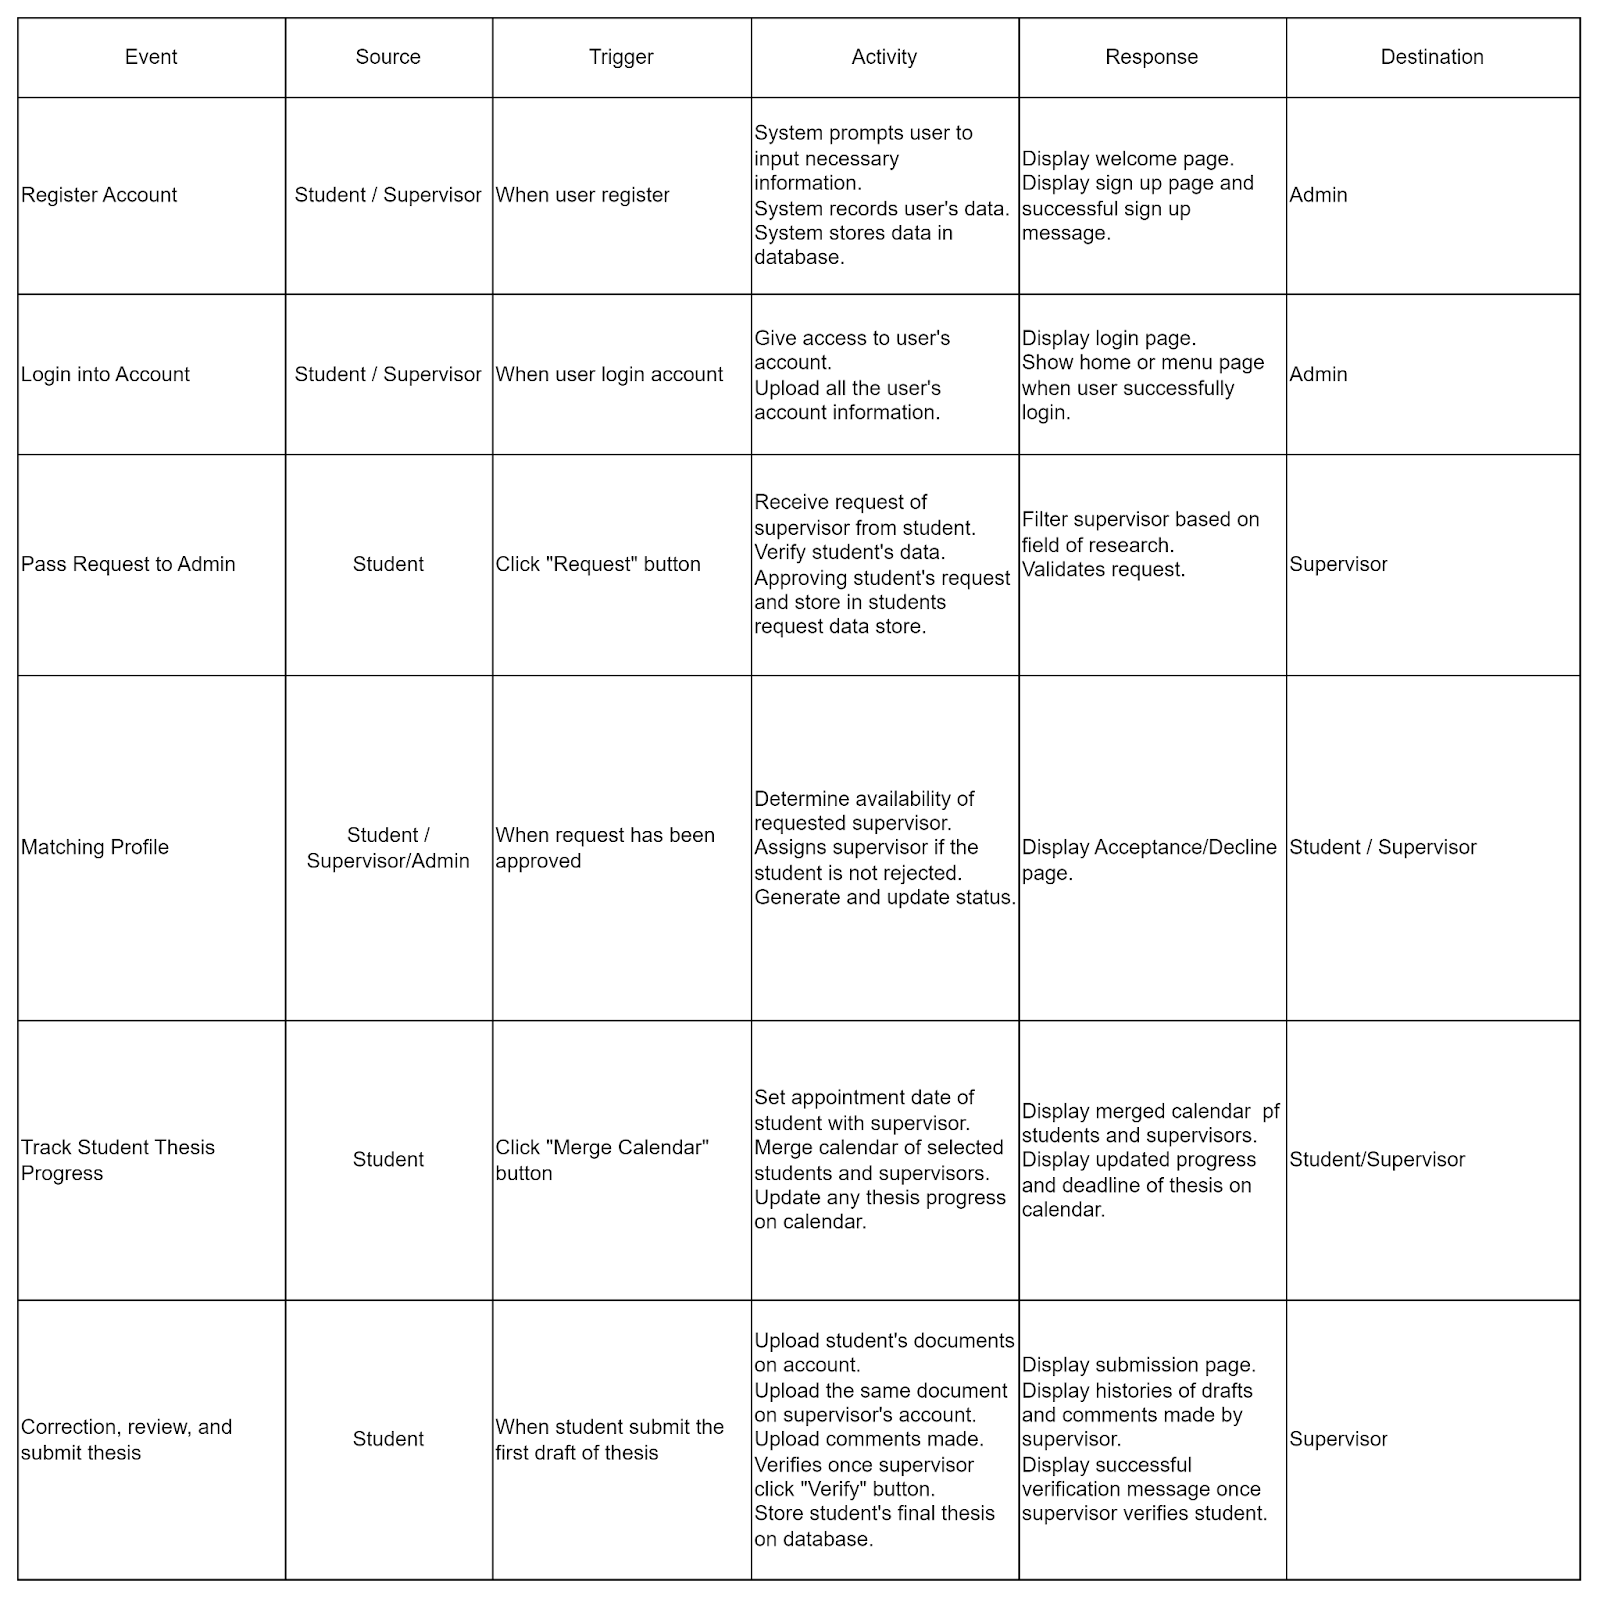 Event
Source
Trigger
Activity
Response
Destination
Register Account
Student / Supervisor
When user register
System prompts user to
input necessary
information.
System records user's data.
System stores data in
database.
Display welcome page.
Display sign up page and
successful sign up
message.
Admin
Login into Account
Student / Supervisor
When user login account
Give access to user's
account.
Upload all the user's
account information.
Display login page.
Show home or menu page
when user successfully
login.
Admin
Pass Request to Admin
Student
Click "Request" button
Receive request of
supervisor from student.
Verify student's data.
Approving student's request
and store in students
request data store.
Filter supervisor based on
field of research.
Validates request.
Supervisor
Matching Profile
Student /
Supervisor/Admin
When request has been
approved
Determine availability of
requested supervisor.
Assigns supervisor if the
student is not rejected.
Generate and update status.
Display Acceptance/Decline
page.
Student / Supervisor
Track Student Thesis
Progress
Student
Click "Merge Calendar"
button
Set appointment date of
student with supervisor.
Merge calendar of selected
students and supervisors.
Update any thesis progress
on calendar.
Display merged calendar  pf
students and supervisors.
Display updated progress
and deadline of thesis on
calendar.
Student/Supervisor
Correction, review, and
submit thesis
Student
When student submit the
first draft of thesis
Upload student's documents
on account.
Upload the same document
on supervisor's account.
Upload comments made.
Verifies once supervisor
click "Verify" button.
Store student's final thesis
on database.
Display submission page.
Display histories of drafts
and comments made by
supervisor.
Display successful
verification message once
supervisor verifies student.
Supervisor